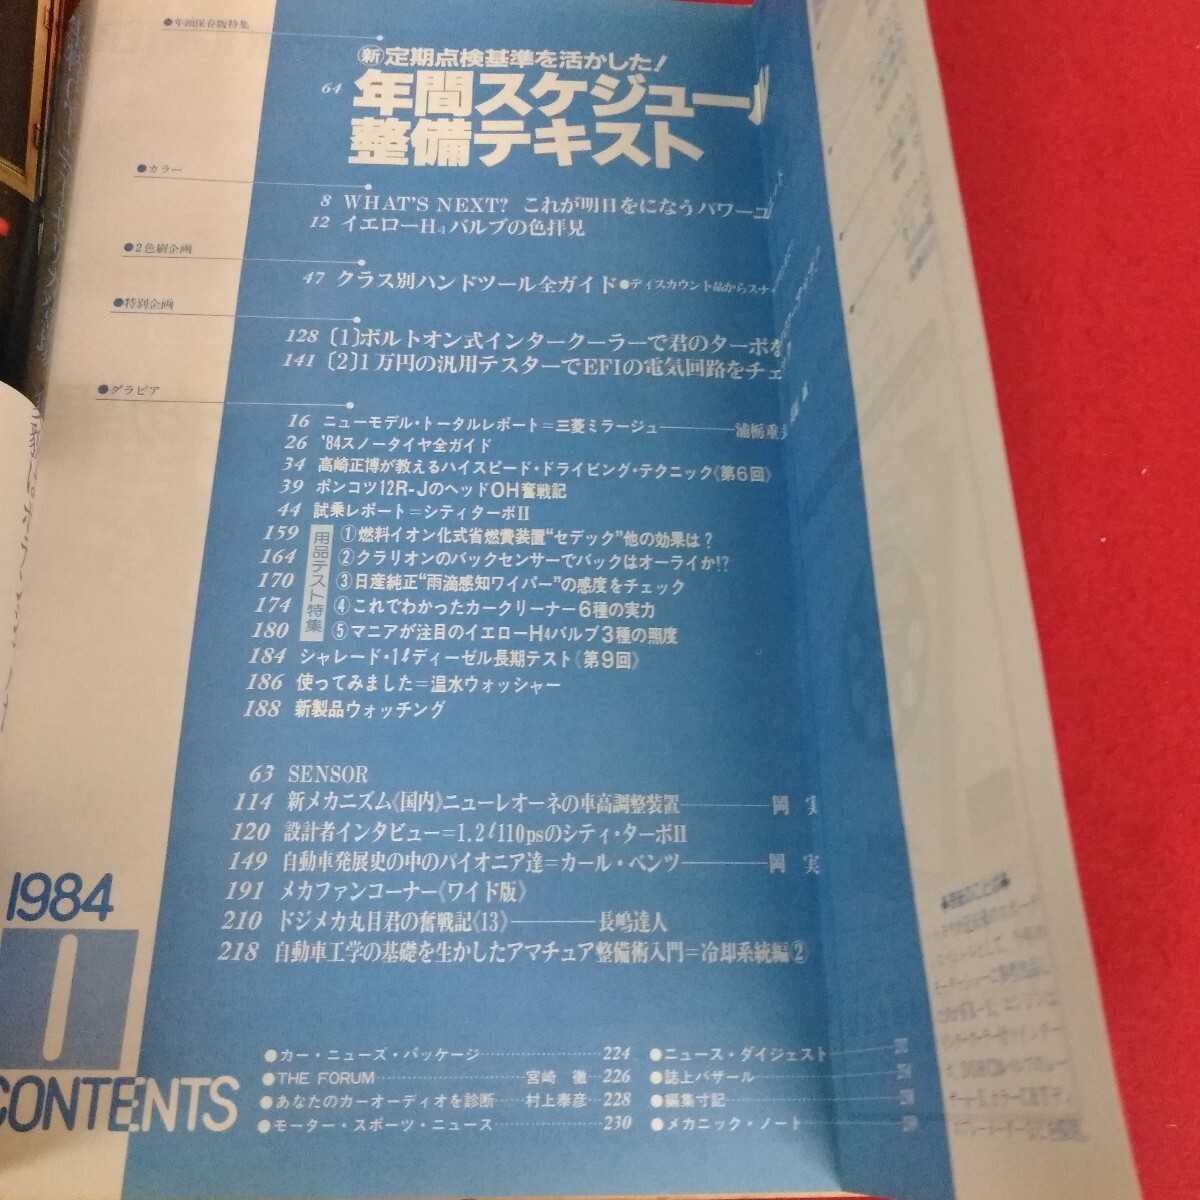 ●年頭保存版特集
新 定期点検基準を活かした!
64 年間スケジュール
整備テキスト
●カラー
8 WHAT'S NEXT? これが明日をになうパワーユ
12 イエローH4バルブの色拝見
●2色刷企画
47 クラス別ハンドツール全ガイド●ディスカウント品からスナ
●特別企画
128 〔1〕ボルトオン式インタークーラーで君のターボを
141 〔2〕1万円の汎用テスターでEFIの電気回路をチェ
●グラビア
16 ニューモデル・トータルレポート=三菱ミラージュ 浦栃重
26 '84スノータイヤ全ガイド
34 高崎正博が教えるハイスピード・ドライビング・テクニック《第6回》
39 ポンコツ12R-JのヘッドOH奮戦記
44 試乗レポート=シティターボII
用品テスト特集
159 ①燃料イオン化式省燃費装置“セデック”他の効果は?
164 ②クラリオンのバックセンサーでバックはオーライか!?
170 ③日産純正“雨滴感知ワイパー”の感度をチェック
174 ④これでわかったカークリーナー6種の実力
180 ⑤マニアが注目のイエローH4バルブ3種の照度
184 シャレード・1ℓディーゼル長期テスト《第9回》
186 使ってみました=温水ウォッシャー
188 新製品ウォッチング
63 SENSOR
114 新メカニズム《国内》ニューレオーネの車高調整装置 岡 実
120 設計者インタビュー=1.2ℓ110psのシティ・ターボII
149 自動車発展史の中のパイオニア達=カール・ベンツ 岡 実
191 メカファンコーナー《ワイド版》
210 ドジメカ丸目君の奮戦記《13》 長嶋達人
218 自動車工学の基礎を生かしたアマチュア整備術入門=冷却系統編②
1984
1
CONTENTS
●カー・ニューズ・パッケージ 224
●THE FORUM 宮崎 徹 226
●あなたのカーオーディオを診断 村上泰彦 228
●モーター・スポーツ・ニュース 230
●ニュース・ダイジェスト
●誌上バザール
●編集寸記
●メカニック・ノート